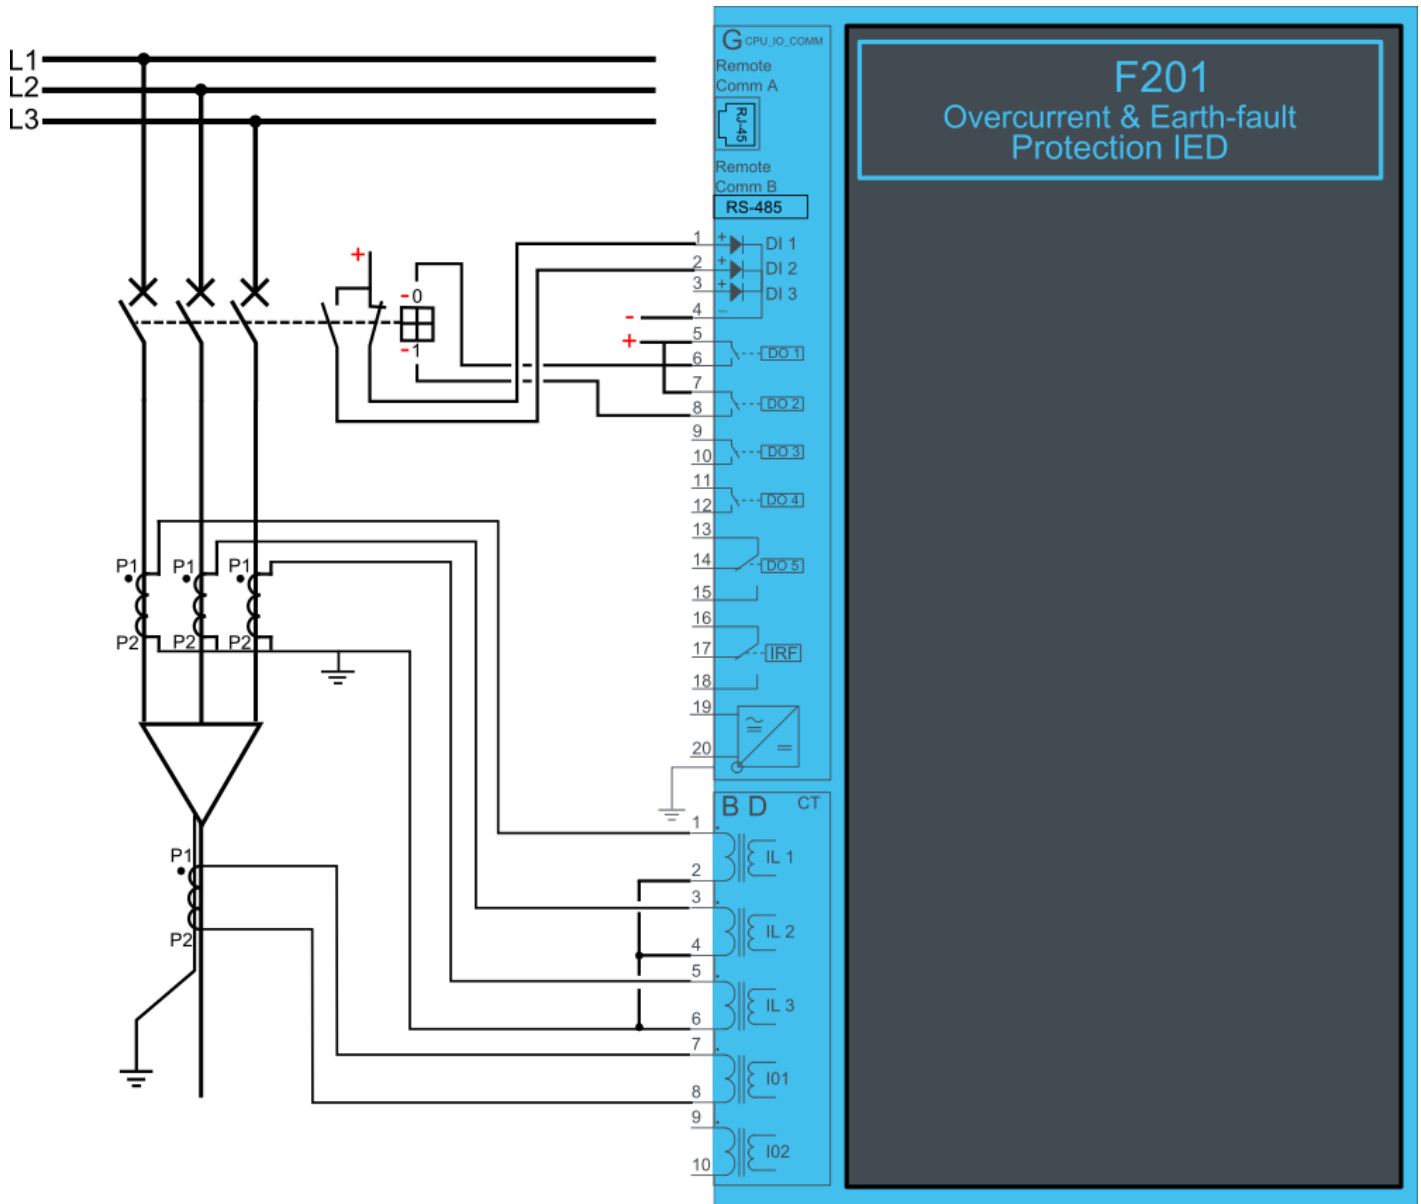 L1
L2
L3
G CPU_IO_COMM
Remote
Comm A
RJ-45
Remote
Comm B
RS-485
F201
Overcurrent & Earth-fault
Protection IED
1 + DI 1
2 + DI 2
3 + DI 3
4 −
+
- 0
- 1
-
+
5
6 DO 1
7
8 DO 2
9
10 DO 3
11
12 DO 4
13
14 DO 5
15
16
17 IRF
18
19
20
P1 P1 P1
P2 P2 P2
B D CT
1
2 IL 1
3
4 IL 2
5
6 IL 3
7
8 I01
9
10 I02
P1
P2